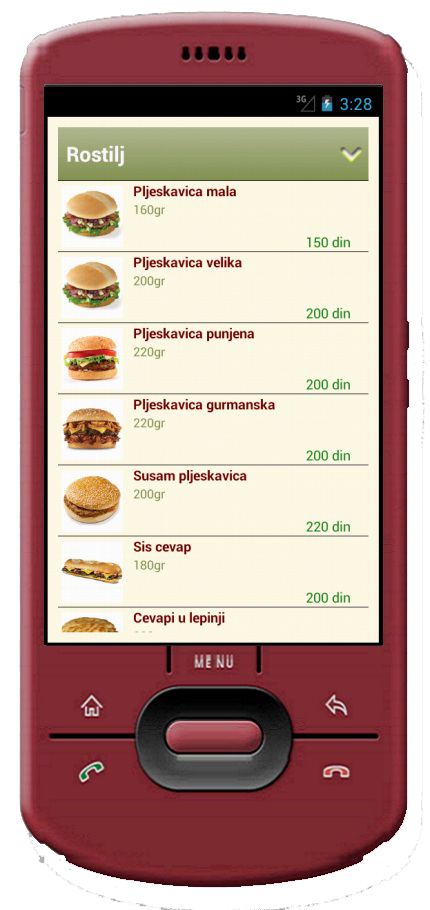 3G
3:28
Rostilj
Pljeskavica mala
160gr
150 din
Pljeskavica velika
200gr
200 din
Pljeskavica punjena
220gr
200 din
Pljeskavica gurmanska
220gr
200 din
Susam pljeskavica
200gr
220 din
Sis cevap
180gr
200 din
Cevapi u lepinji
MENU